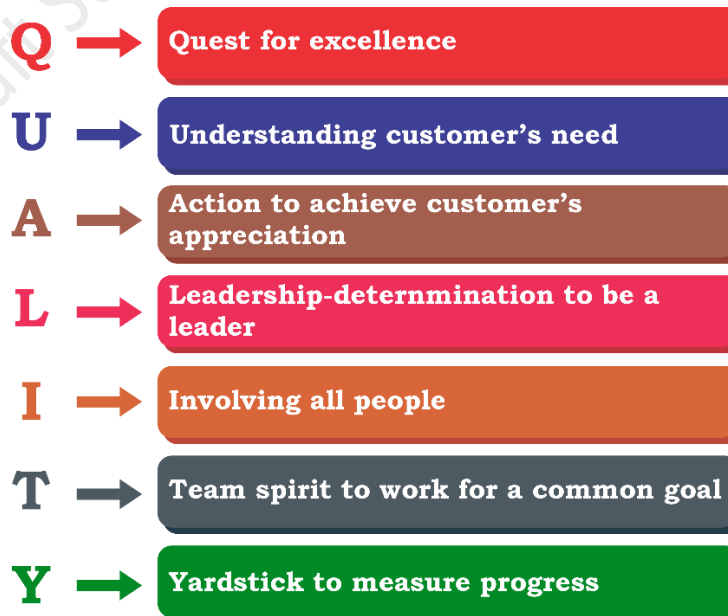 Q Quest for excellence
U Understanding customer's need
A Action to achieve customer's
appreciation
L Leadership-deternmination to be a
leader
I Involving all people
T Team spirit to work for a common goal
Y Yardstick to measure progress